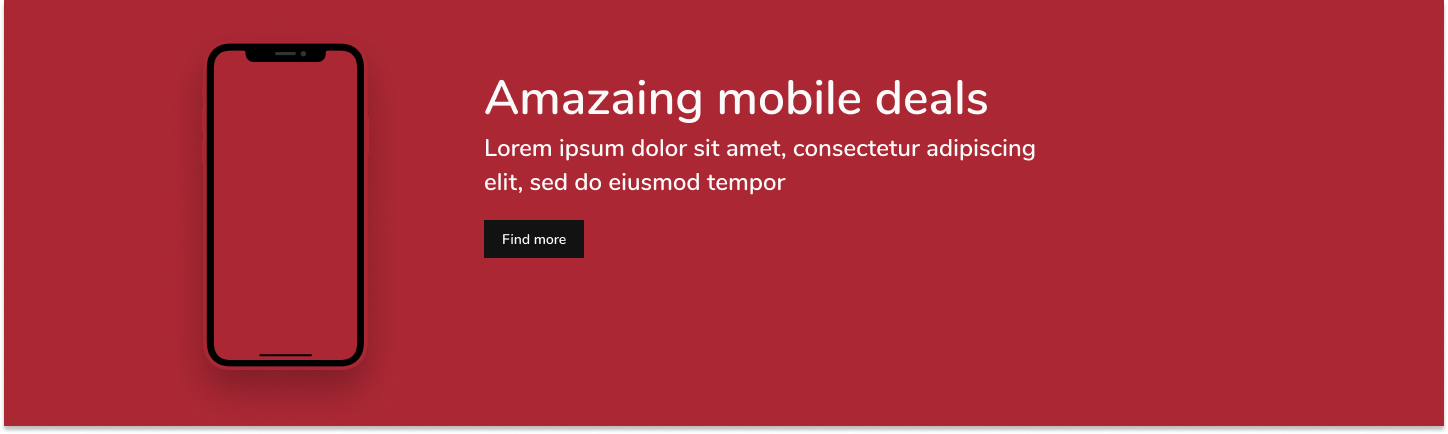 Amazaing mobile deals
Lorem ipsum dolor sit amet, consectetur adipiscing
elit, sed do eiusmod tempor
Find more